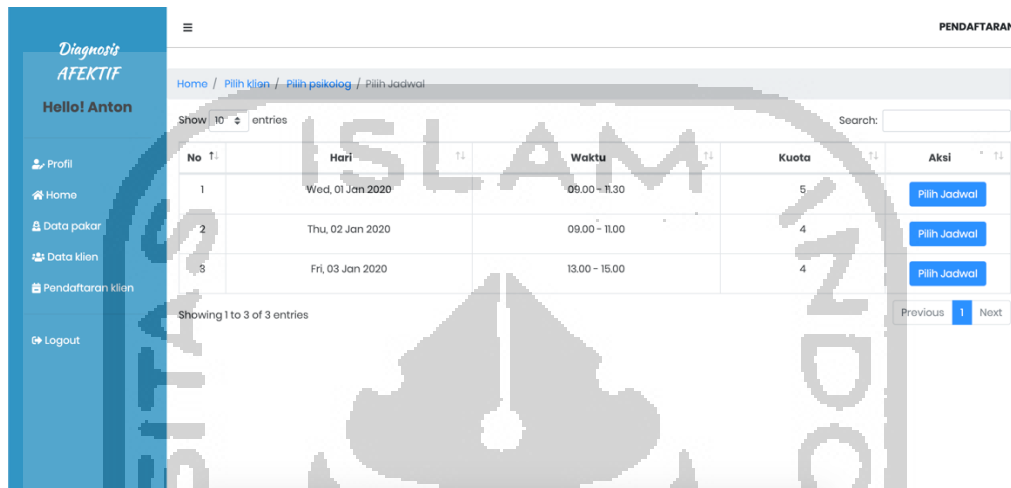 Diagnosis
AFEKTIF
Hello! Anton
Profil
Home
Data pakar
Data klien
Pendaftaran klien
Logout
PENDAFTARAN
Home / Pilih klien / Pilih psikolog / Pilih Jadwal
Show 10 entries
Search:
No Hari Waktu Kuota Aksi
1 Wed, 01 Jan 2020 09.00 - 11.30 5 Pilih Jadwal
2 Thu, 02 Jan 2020 09.00 - 11.00 4 Pilih Jadwal
3 Fri, 03 Jan 2020 13.00 - 15.00 4 Pilih Jadwal
Showing 1 to 3 of 3 entries
Previous 1 Next
ISLAM